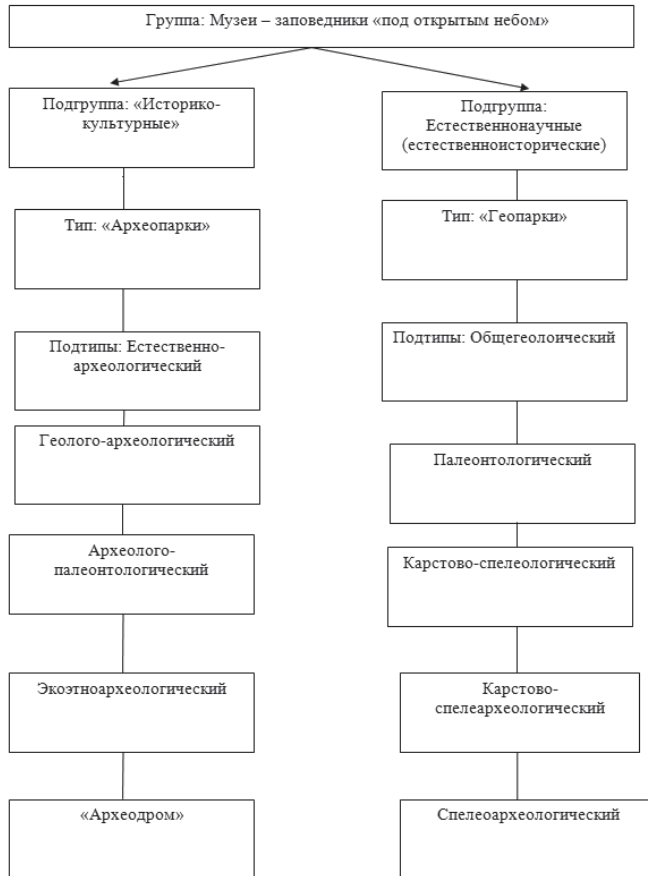 Группа: Музеи – заповедники «под открытым небом»
Подгруппа: «Историко-
культурные»
Тип: «Археопарки»
Подтипы: Естественно-
археологический
Геолого-археологический
Археолого-
палеонтологический
Экоэтноархеологический
«Археодром»
Подгруппа:
Естественнонаучные
(естественноисторические)
Тип: «Геопарки»
Подтипы: Общегеолоический
Палеонтологический
Карстово-спелеологический
Карстово-
спелеархеологический
Спелеоархеологический